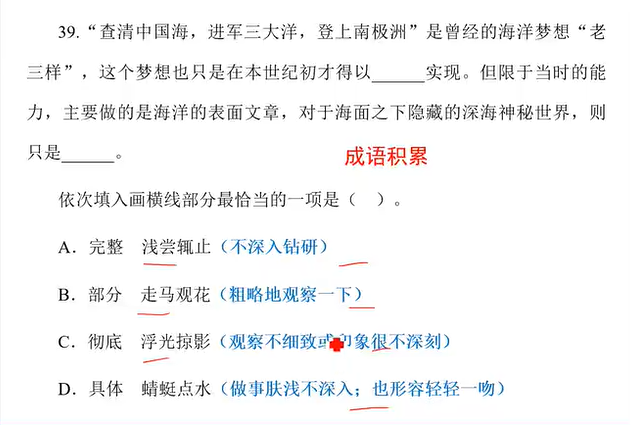 39.“查清中国海，进军三大洋，登上南极洲”是曾经的海洋梦想“老
三样”，这个梦想也只是在本世纪初才得以______实现。但限于当时的能
力，主要做的是海洋的表面文章，对于海面之下隐藏的深海神秘世界，则
只是______。
成语积累
依次填入画横线部分最恰当的一项是（　）。
A．完整　浅尝辄止（不深入钻研）
B．部分　走马观花（粗略地观察一下）
C．彻底　浮光掠影（观察不细致或印象很不深刻）
D．具体　蜻蜓点水（做事肤浅不深入；也形容轻轻一吻）